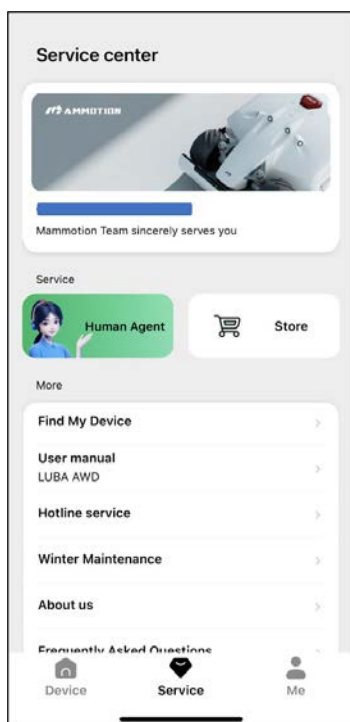 Service center
MAMMOTION
Mammotion Team sincerely serves you
Service
Human Agent
Store
More
Find My Device
User manual
LUBA AWD
Hotline service
Winter Maintenance
About us
Frequently Asked Questions
Device
Service
Me